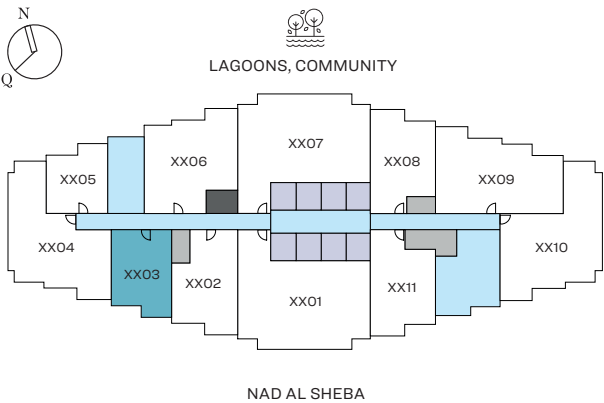 N
Q
LAGOONS, COMMUNITY
XX07
XX06
XX08
XX05
XX09
XX04
XX10
XX03
XX02
XX11
XX01
NAD AL SHEBA